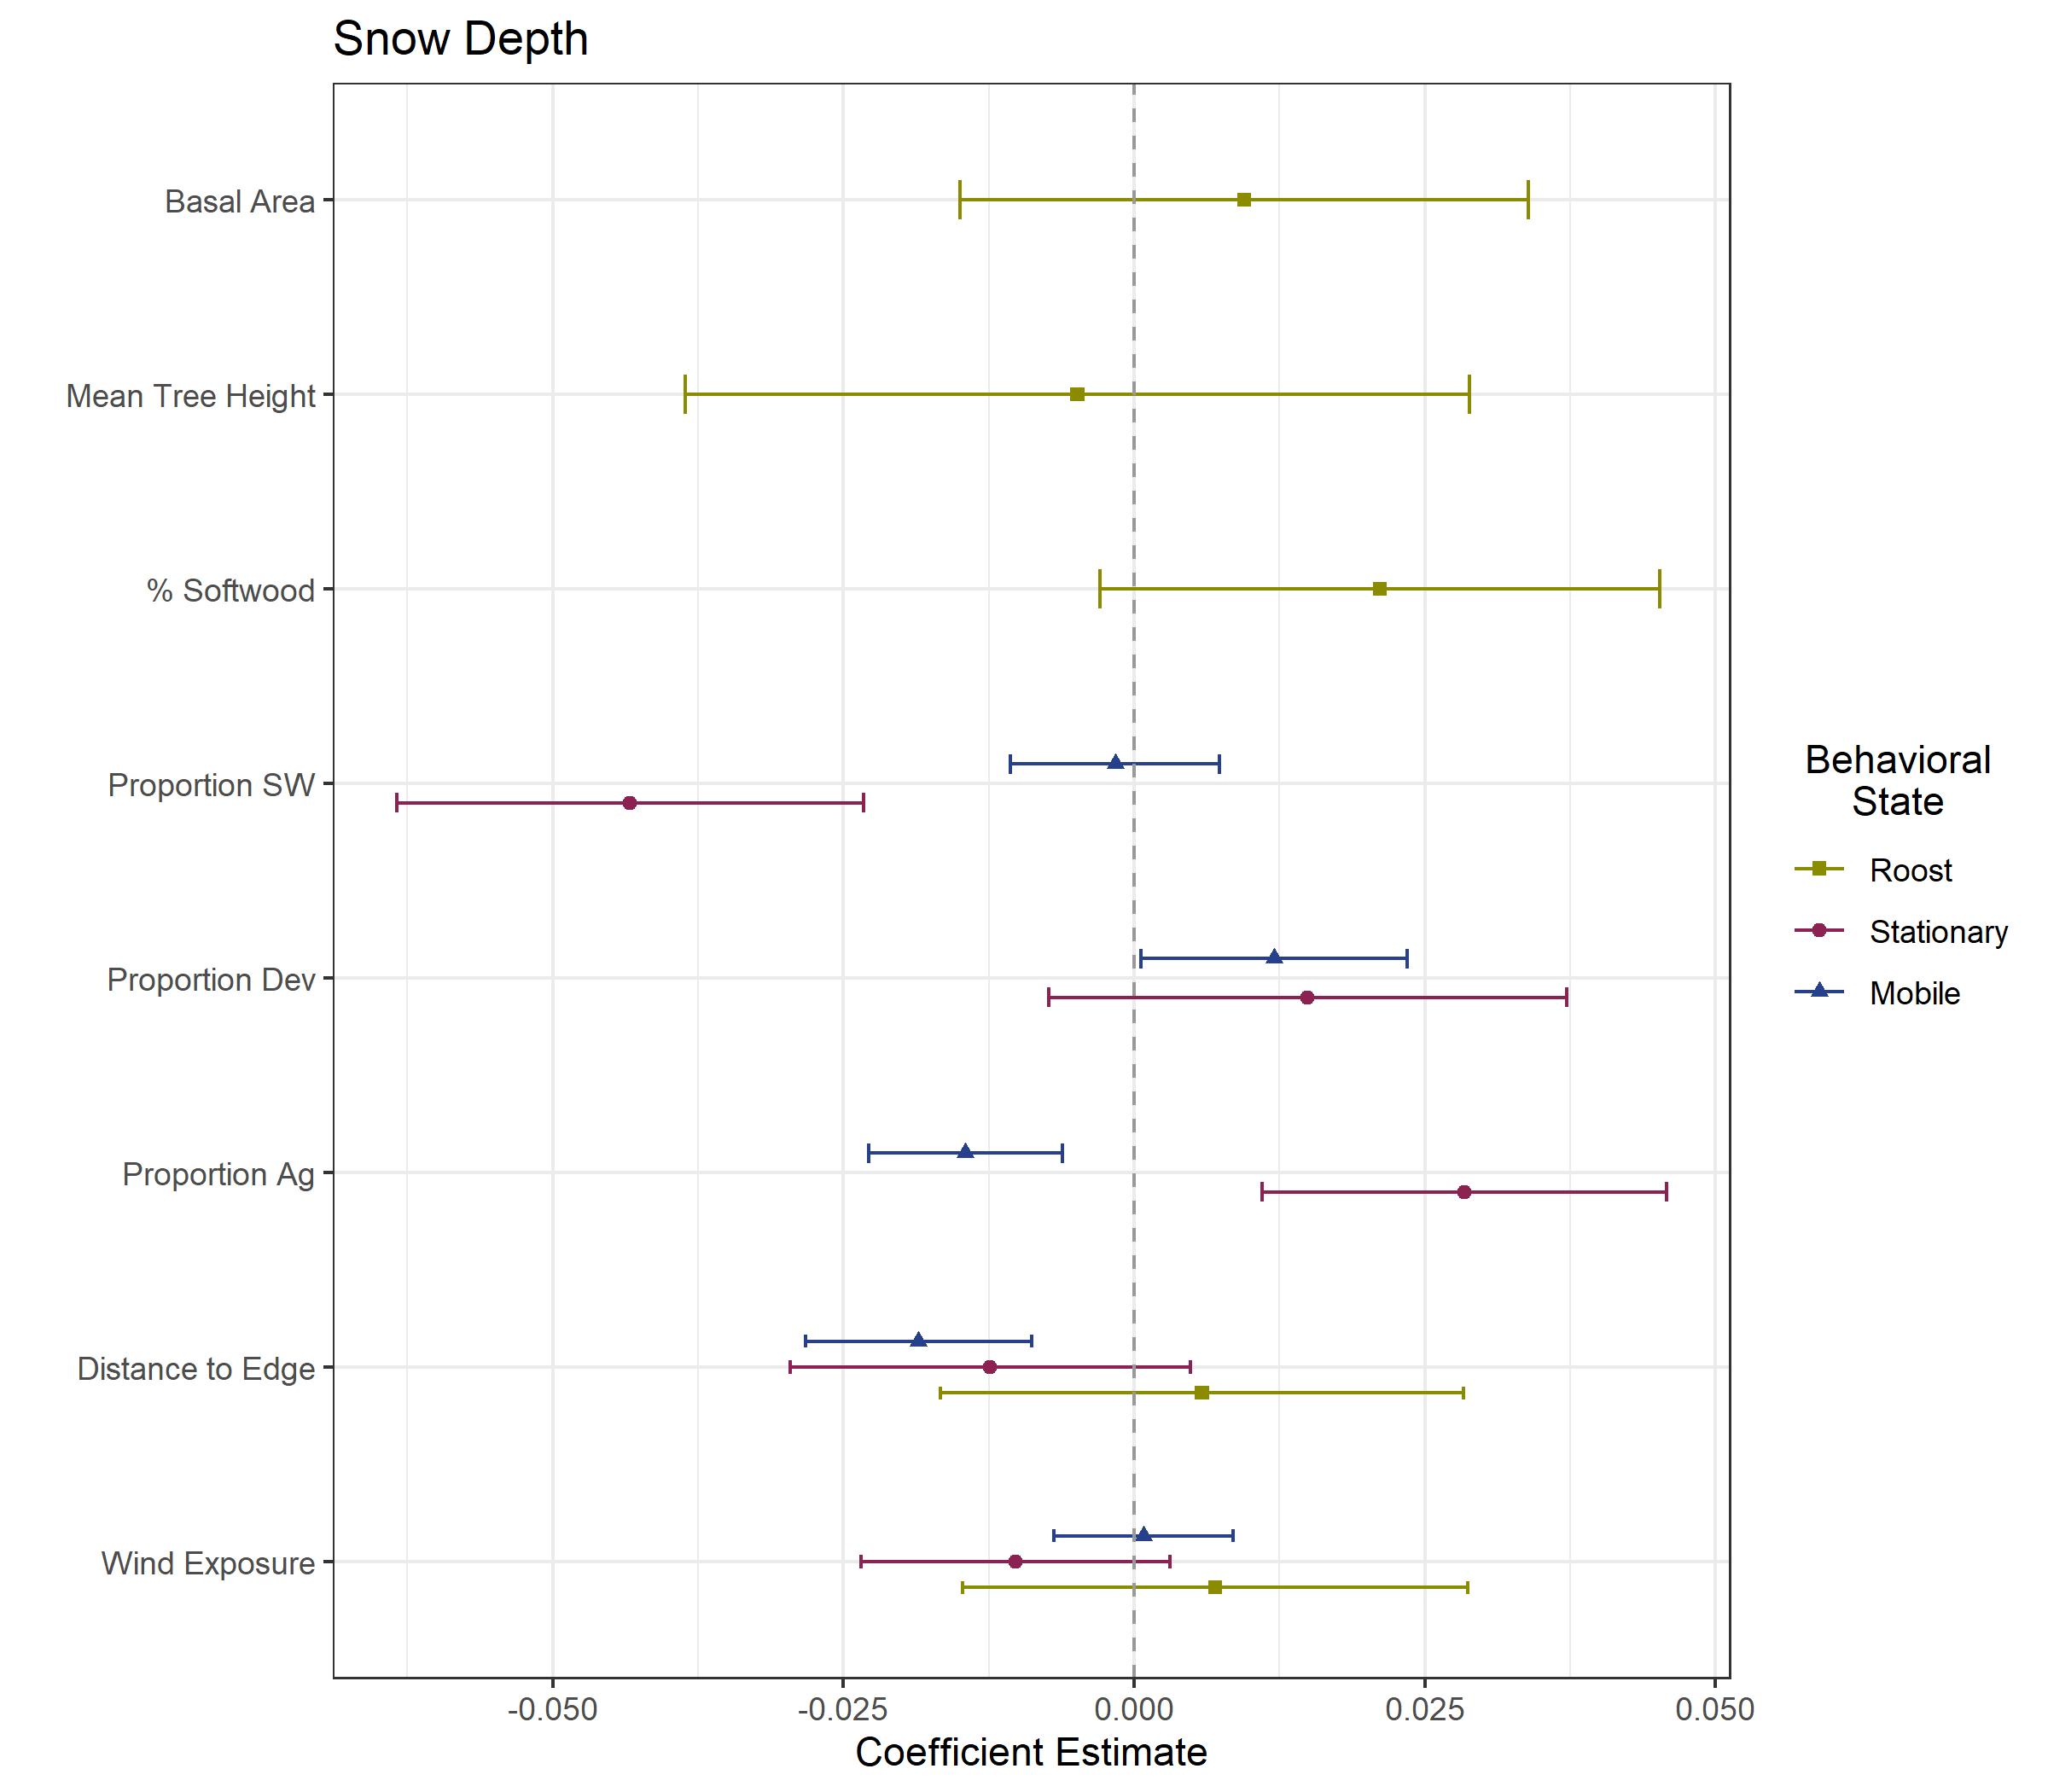 Snow Depth
Basal Area
Mean Tree Height
% Softwood
Proportion SW
Proportion Dev
Proportion Ag
Distance to Edge
Wind Exposure
-0.050
-0.025
0.000
0.025
0.050
Coefficient Estimate
Behavioral
State
Roost
Stationary
Mobile